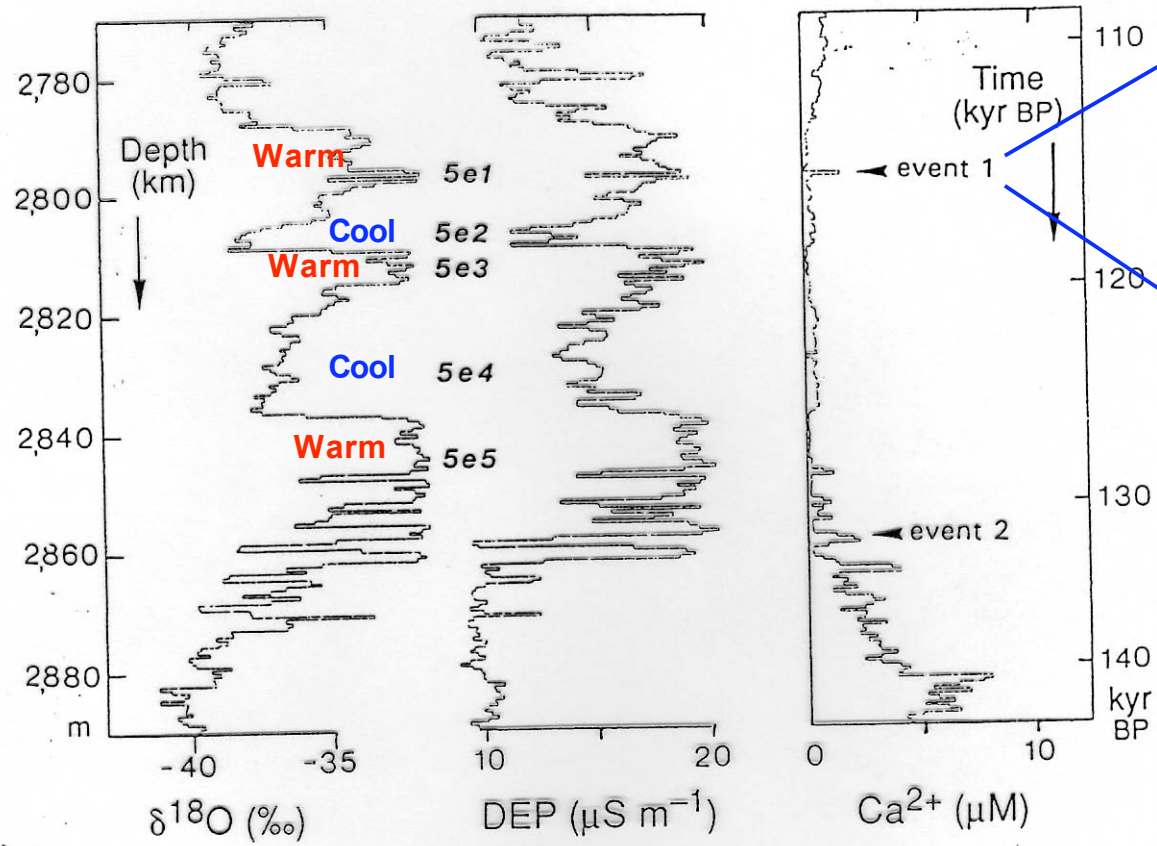 2,780
2,800
2,820
2,840
2,860
2,880
m
Depth
(km)
Warm
Cool
Warm
Cool
Warm
5e1
5e2
5e3
5e4
5e5
-40
-35
δ¹⁸O (‰)
10
20
DEP (μS m⁻¹)
Time
(kyr BP)
event 1
event 2
0
5
10
Ca²⁺ (μM)
110
120
130
140
kyr
BP